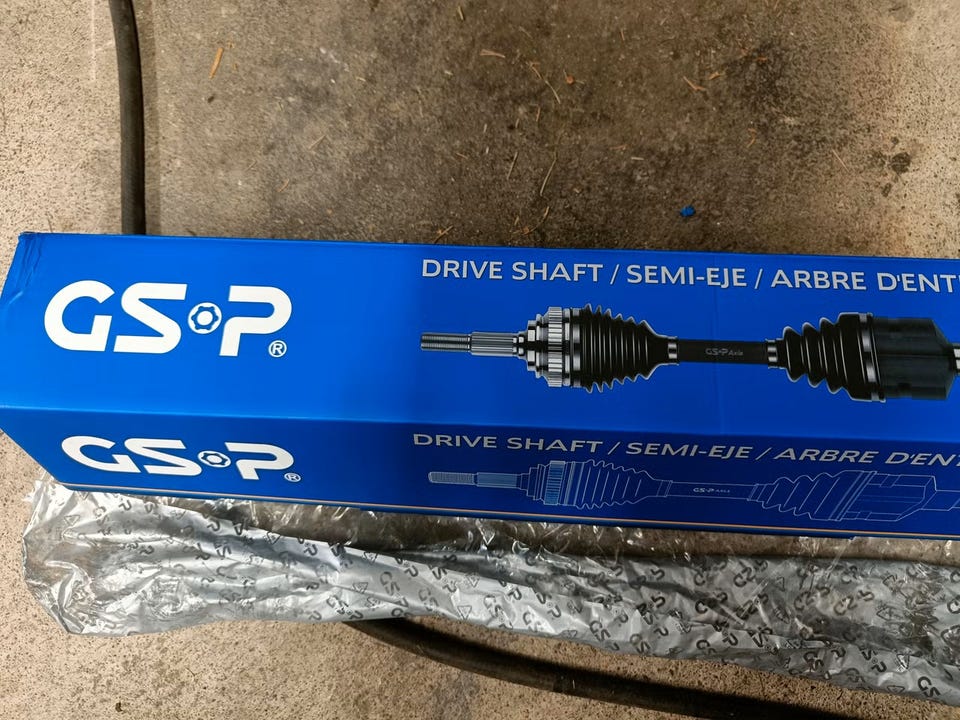 GSP®
DRIVE SHAFT / SEMI-EJE / ARBRE D'ENT
GSP Axle
GSP®
DRIVE SHAFT / SEMI-EJE / ARBRE D'ENT
GSP AXLE